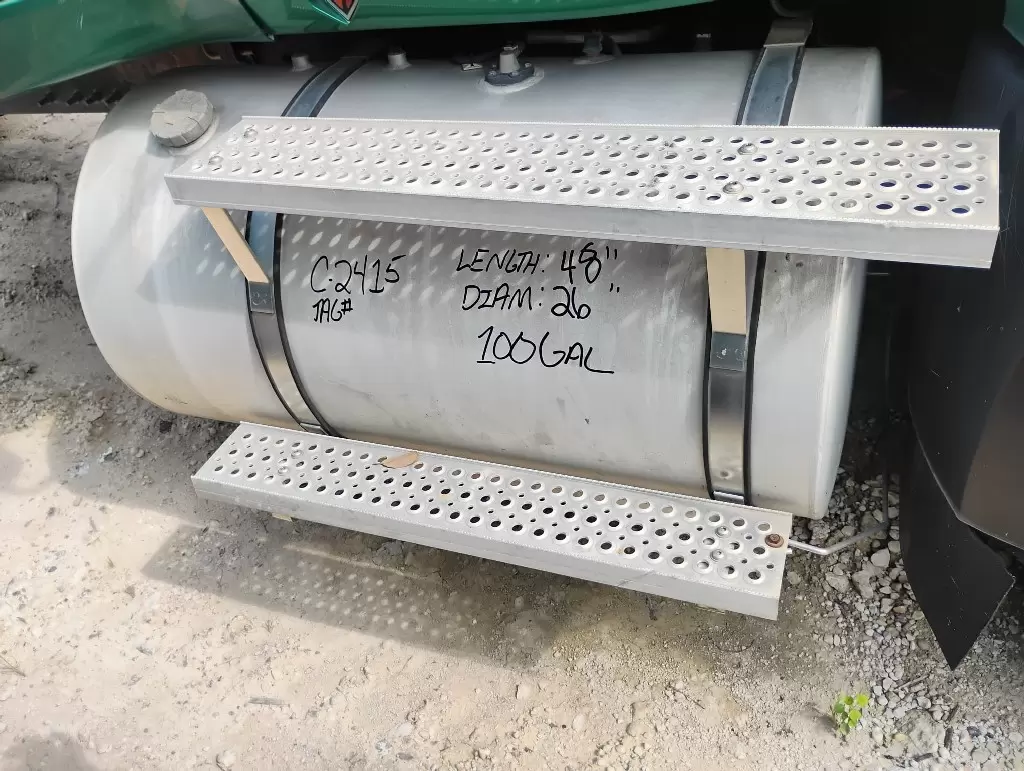 C-2415
TAG#
LENGTH: 48"
DIAM: 26"
100GAL